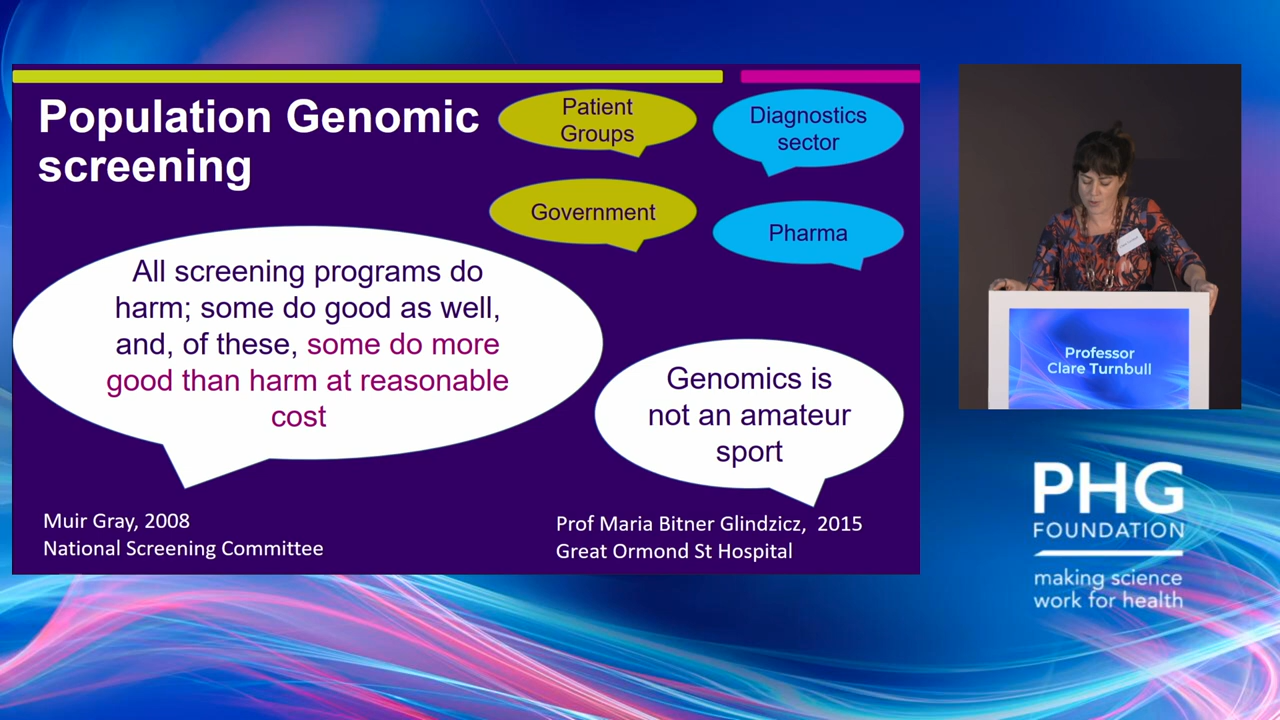 Population Genomic
screening
Patient
Groups
Diagnostics
sector
Government
Pharma
All screening programs do
harm; some do good as well,
and, of these, some do more
good than harm at reasonable
cost
Genomics is
not an amateur
sport
Muir Gray, 2008
National Screening Committee
Prof Maria Bitner Glindzicz, 2015
Great Ormond St Hospital
Professor
Clare Turnbull
PHG
FOUNDATION
making science
work for health